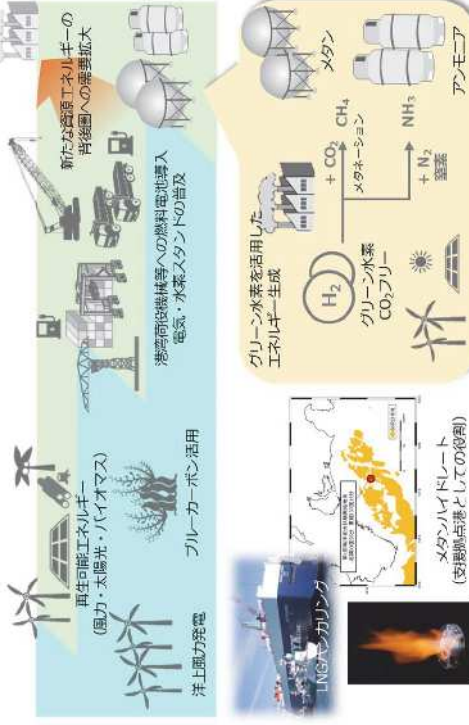 再生可能エネルギー
(風力・太陽光・バイオマス)
洋上風力発電
ブルーカーボン活用
新たな資源エネルギーの
背後圏への需要拡大
港湾荷役機械等への燃料電池導入
電気・水素スタンドの普及
LNGバンカリング
メタンハイドレート
(支援拠点港としての役割)
グリーン水素を活用した
エネルギー生成
H₂
グリーン水素
CO₂フリー
+ CO₂
メタネーション
CH₄
メタン
+ N₂
窒素
NH₃
アンモニア